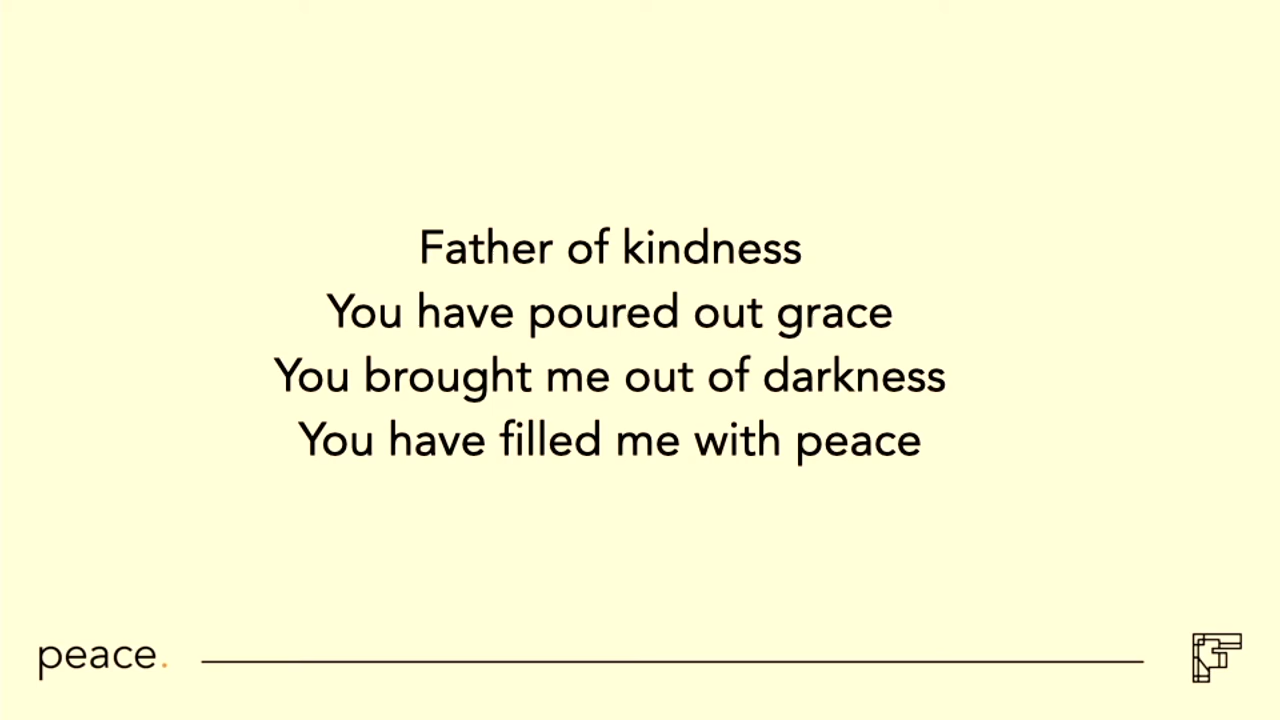 Father of kindness
You have poured out grace
You brought me out of darkness
You have filled me with peace
peace.